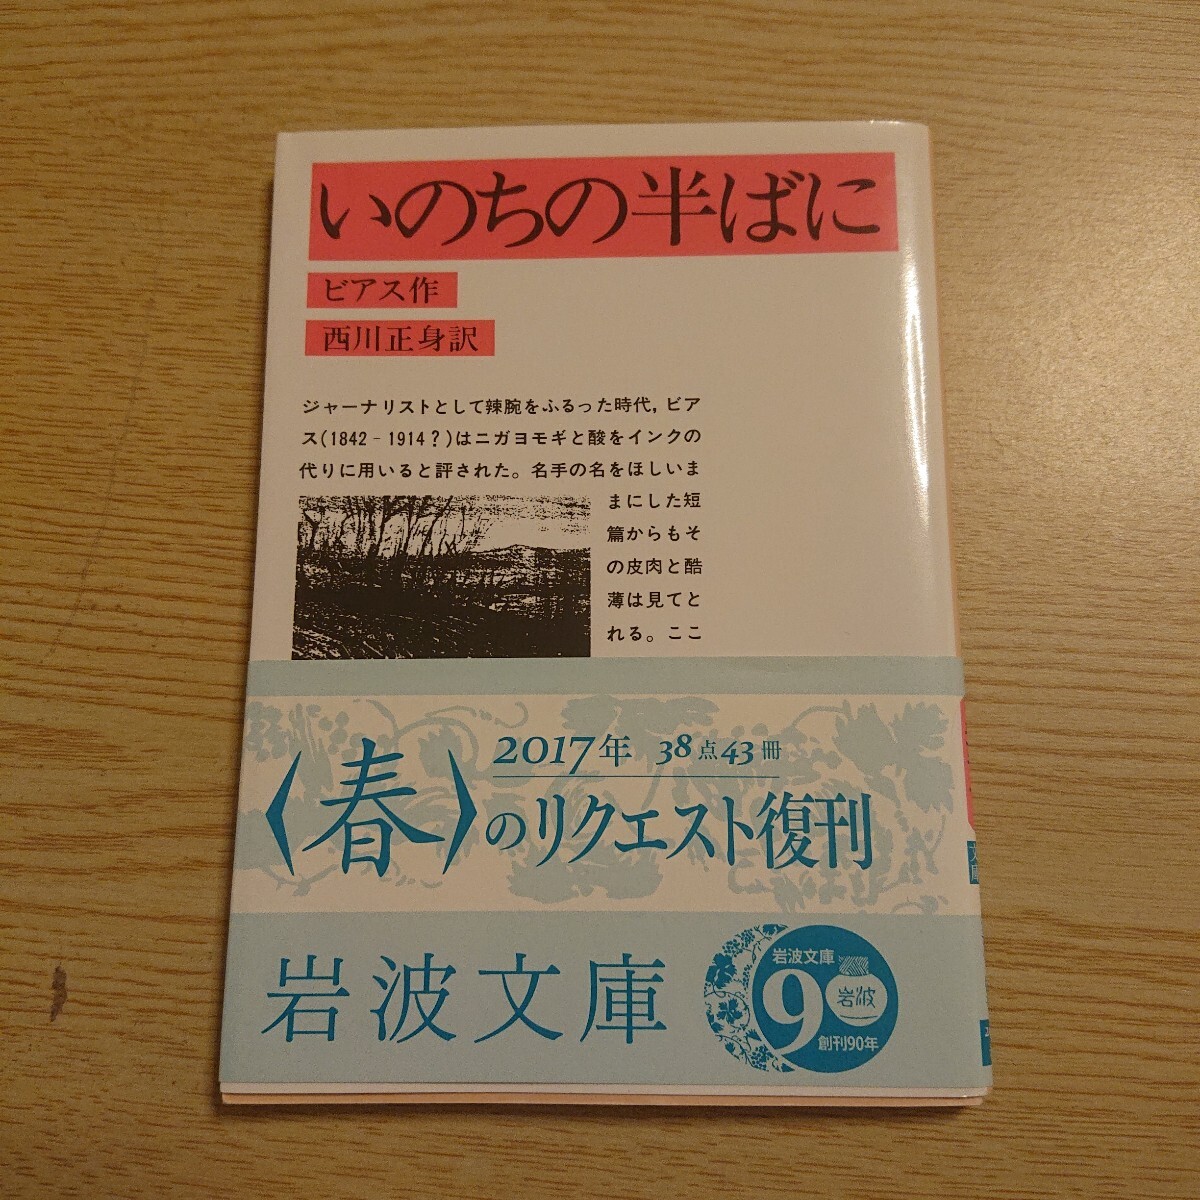 いのちの半ばに
ビアス作
西川正身訳
ジャーナリストとして辣腕をふるった時代，ビア
ス(1842‐1914？)はニガヨモギと酸をインクの
代りに用いると評された。名手の名をほしいま
まにした短
篇からもそ
の皮肉と酷
薄は見てと
れる。ここ
2017年 38点43冊
〈春〉のリクエスト復刊
岩波文庫
岩波文庫
90
岩波
創刊90年